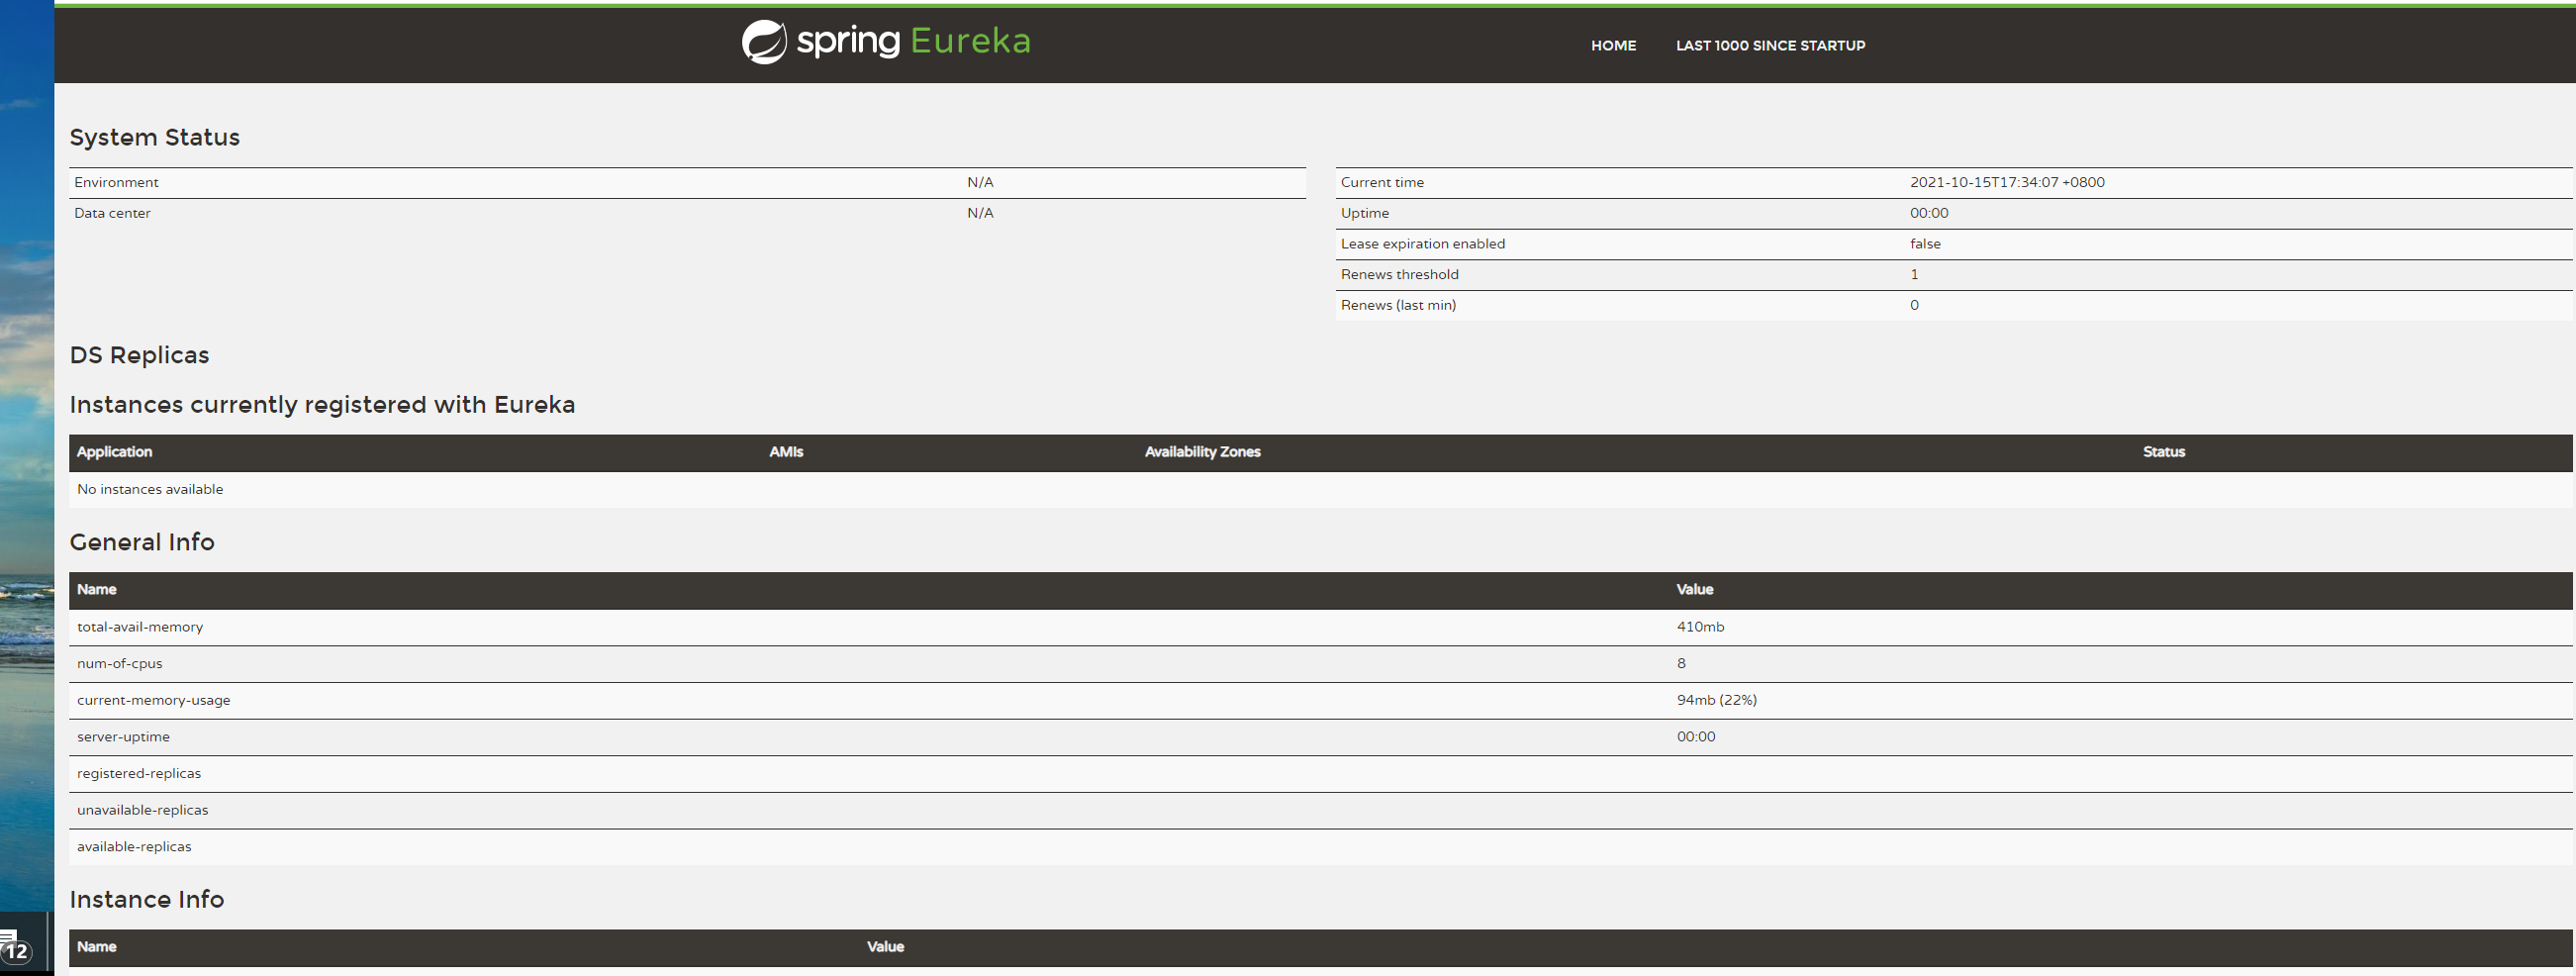 spring Eureka
HOME LAST 1000 SINCE STARTUP
System Status
Environment N/A
Data center N/A
Current time 2021-10-15T17:34:07 +0800
Uptime 00:00
Lease expiration enabled false
Renews threshold 1
Renews (last min) 0
DS Replicas
Instances currently registered with Eureka
Application AMIs Availability Zones Status
No instances available
General Info
Name Value
total-avail-memory 410mb
num-of-cpus 8
current-memory-usage 94mb (22%)
server-uptime 00:00
registered-replicas
unavailable-replicas
available-replicas
Instance Info
Name Value
12